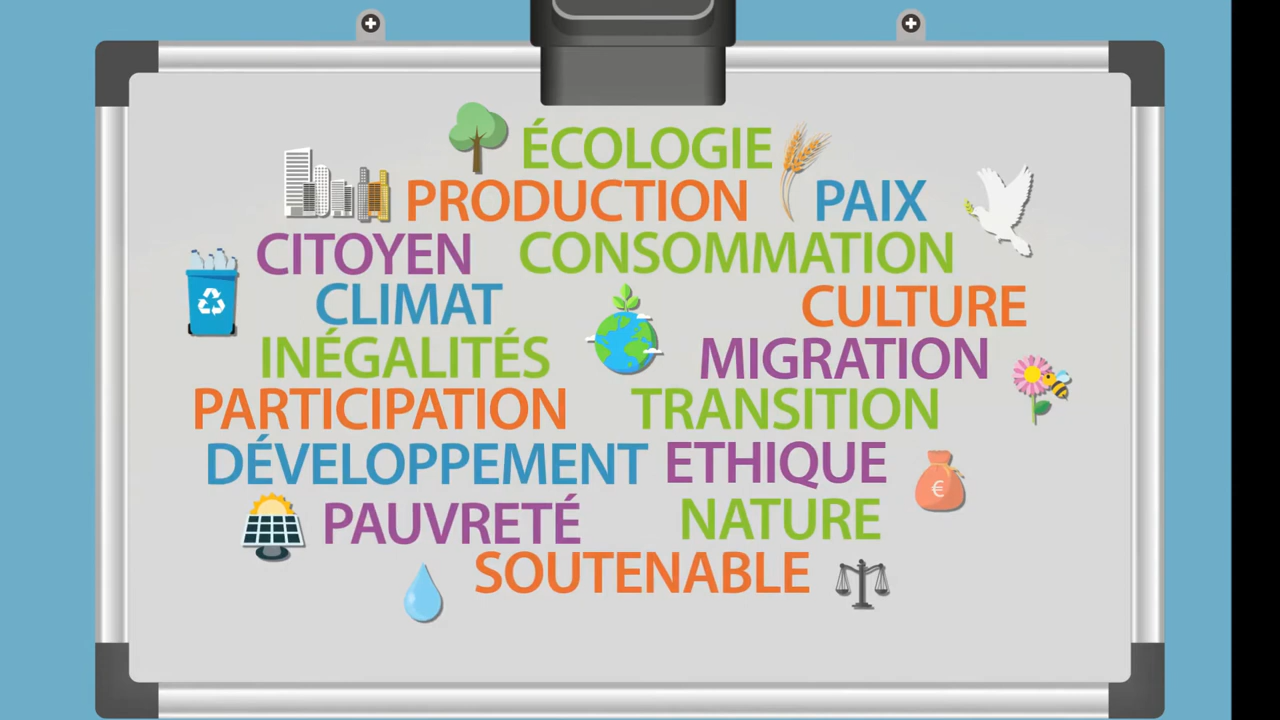 ÉCOLOGIE
PRODUCTION PAIX
CITOYEN CONSOMMATION
CLIMAT CULTURE
INÉGALITÉS MIGRATION
PARTICIPATION TRANSITION
DÉVELOPPEMENT ETHIQUE
€
PAUVRETÉ NATURE
SOUTENABLE